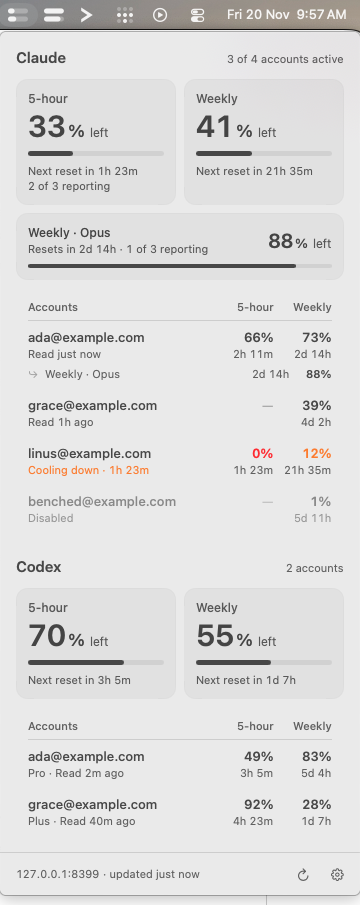 Fri 20 Nov 9:57 AM
Claude 3 of 4 accounts active
5-hour
33% left
Next reset in 1h 23m
2 of 3 reporting
Weekly
41% left
Next reset in 21h 35m
Weekly · Opus
Resets in 2d 14h · 1 of 3 reporting
88% left
Accounts 5-hour Weekly
ada@example.com 66% 73%
Read just now 2h 11m 2d 14h
↪ Weekly · Opus 2d 14h 88%
grace@example.com — 39%
Read 1h ago 4d 2h
linus@example.com 0% 12%
Cooling down · 1h 23m 1h 23m 21h 35m
benched@example.com — 1%
Disabled 5d 11h
Codex 2 accounts
5-hour
70% left
Next reset in 3h 5m
Weekly
55% left
Next reset in 1d 7h
Accounts 5-hour Weekly
ada@example.com 49% 83%
Pro · Read 2m ago 3h 5m 5d 4h
grace@example.com 92% 28%
Plus · Read 40m ago 4h 23m 1d 7h
127.0.0.1:8399 · updated just now